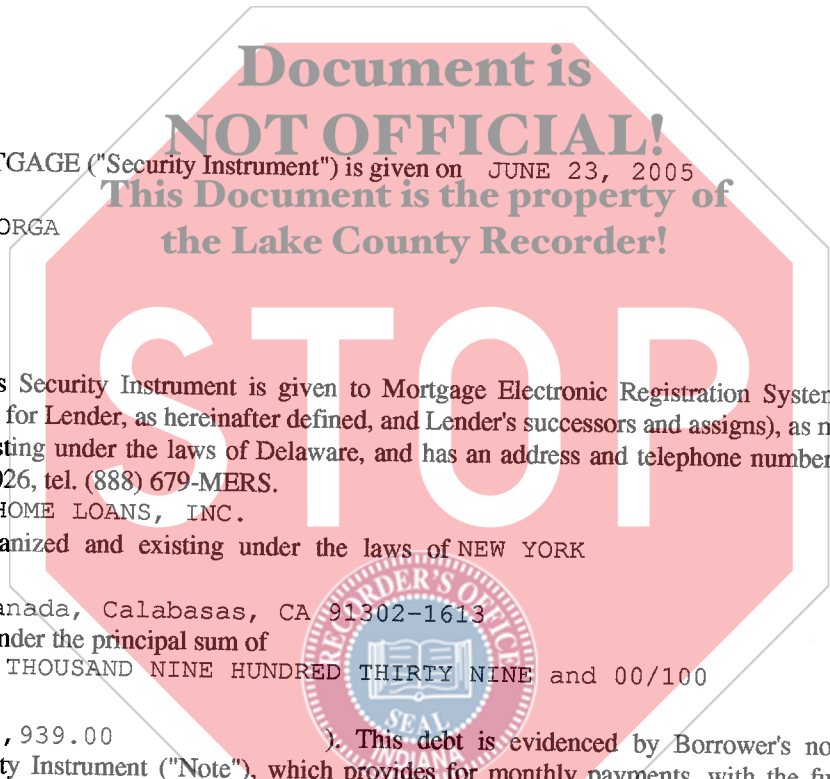 Document is
NOT OFFICIAL!
TGAGE ("Security Instrument") is given on JUNE 23, 2005
This Document is the property of
ORGA
the Lake County Recorder!
STOP
s Security Instrument is given to Mortgage Electronic Registration System
for Lender, as hereinafter defined, and Lender's successors and assigns), as m
sting under the laws of Delaware, and has an address and telephone number
026, tel. (888) 679-MERS.
HOME LOANS, INC.
anized and existing under the laws of NEW YORK
anada, Calabasas, CA 91302-1613
nder the principal sum of
THOUSAND NINE HUNDRED THIRTY NINE and 00/100
RECORDER'S OFFICE
SEAL
INDIANA
,939.00 ). This debt is evidenced by Borrower's no
ty Instrument ("Note"), which provides for monthly payments, with the f